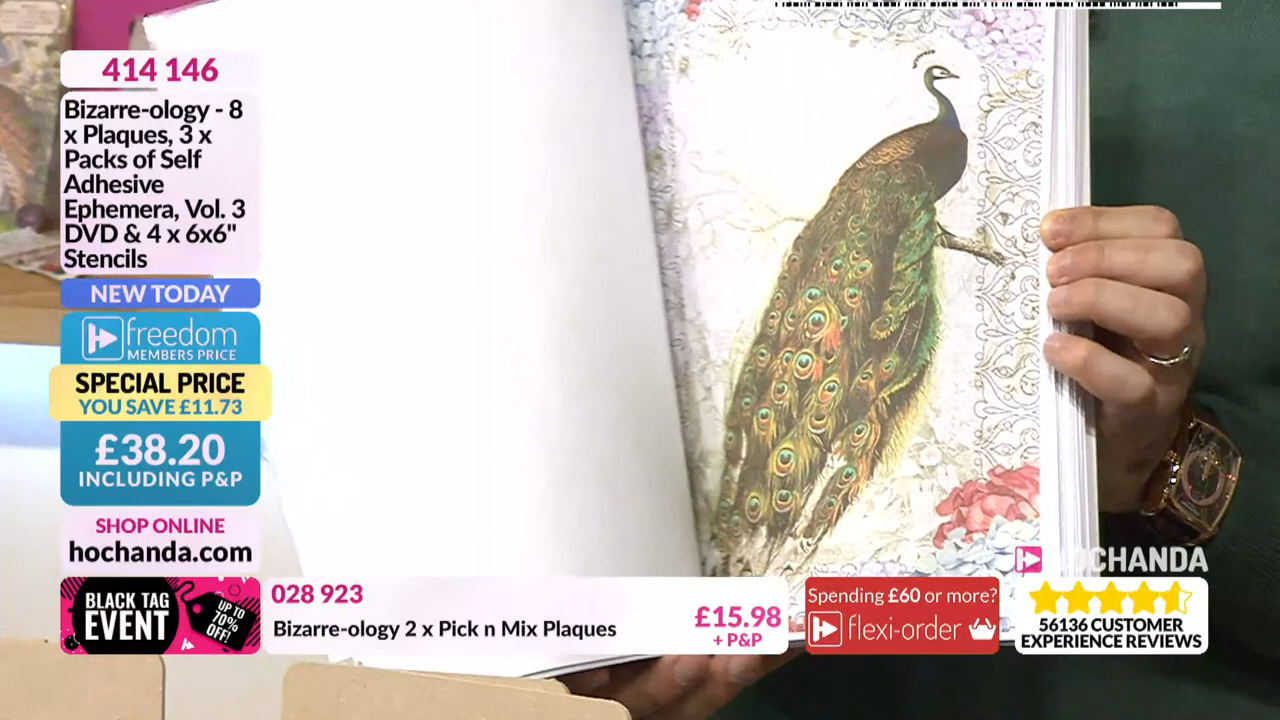 414 146
Bizarre-ology - 8
x Plaques, 3 x
Packs of Self
Adhesive
Ephemera, Vol. 3
DVD & 4 x 6x6"
Stencils
NEW TODAY
freedom
MEMBERS PRICE
SPECIAL PRICE
YOU SAVE £11.73
£38.20
INCLUDING P&P
SHOP ONLINE
hochanda.com
BLACK TAG
EVENT
UP TO
70%
OFF!
028 923
Bizarre-ology 2 x Pick n Mix Plaques
£15.98
+ P&P
Spending £60 or more?
flexi-order
HOCHANDA
56136 CUSTOMER
EXPERIENCE REVIEWS